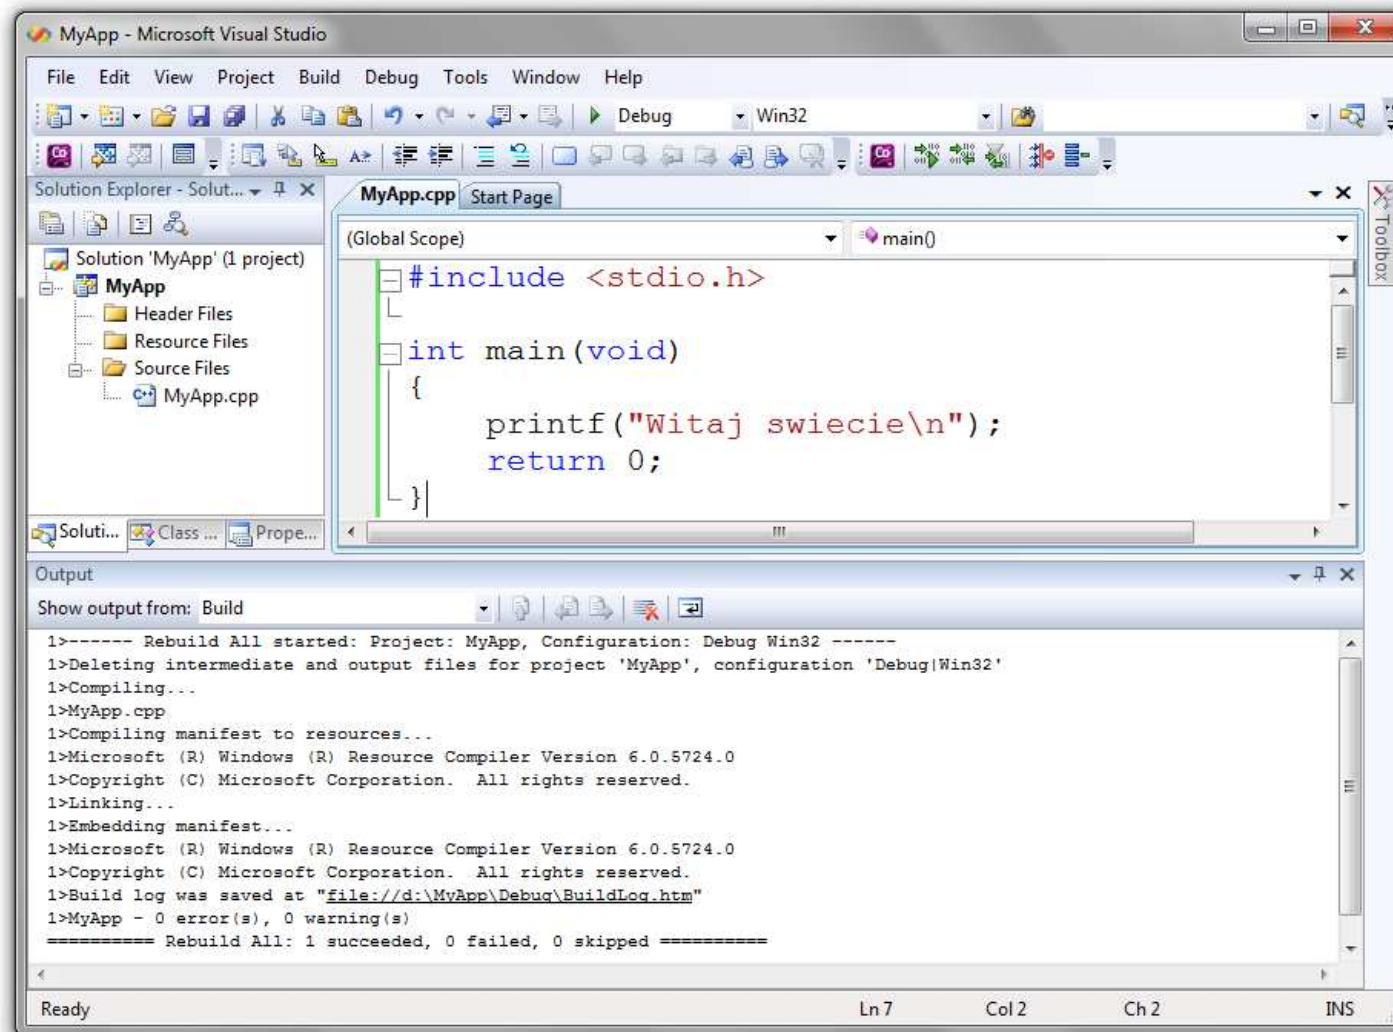 MyApp - Microsoft Visual Studio
File Edit View Project Build Debug Tools Window Help
Debug Win32
Solution Explorer - Solut...
MyApp.cpp Start Page
(Global Scope) main()
Toolbox
Solution 'MyApp' (1 project)
MyApp
Header Files
Resource Files
Source Files
MyApp.cpp
#include <stdio.h>
int main(void)
{
printf("Witaj swiecie\n");
return 0;
}
Soluti... Class ... Prope...
Output
Show output from: Build
1>------ Rebuild All started: Project: MyApp, Configuration: Debug Win32 ------
1>Deleting intermediate and output files for project 'MyApp', configuration 'Debug|Win32'
1>Compiling...
1>MyApp.cpp
1>Compiling manifest to resources...
1>Microsoft (R) Windows (R) Resource Compiler Version 6.0.5724.0
1>Copyright (C) Microsoft Corporation.  All rights reserved.
1>Linking...
1>Embedding manifest...
1>Microsoft (R) Windows (R) Resource Compiler Version 6.0.5724.0
1>Copyright (C) Microsoft Corporation.  All rights reserved.
1>Build log was saved at "file://d:\MyApp\Debug\BuildLog.htm"
1>MyApp - 0 error(s), 0 warning(s)
========== Rebuild All: 1 succeeded, 0 failed, 0 skipped ==========
Ready Ln 7 Col 2 Ch 2 INS